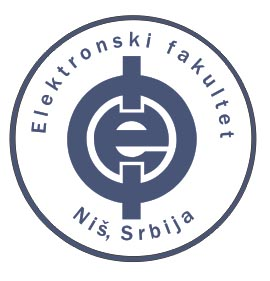 Elektronski fakultet
e
Niš, Srbija